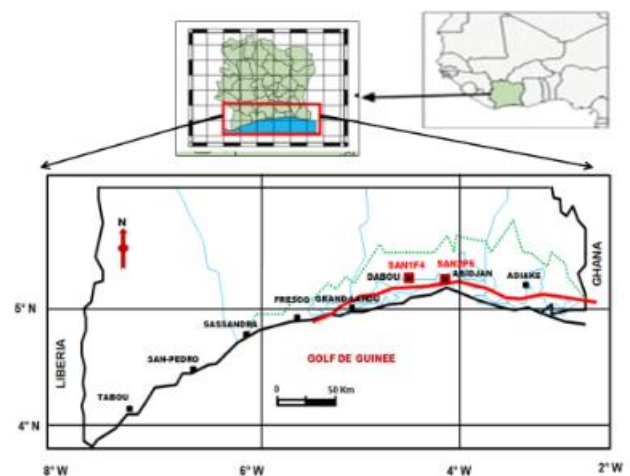 N
SAN1F4
SAN2P6
DABOU
ABIDJAN
ADIAKE
GHANA
FRESCO
GRAND-LAHOU
5° N
SASSANDRA
LIBERIA
SAN-PEDRO
GOLF DE GUINEE
0
50 Km
TABOU
4° N
8° W
6° W
4° W
2° W